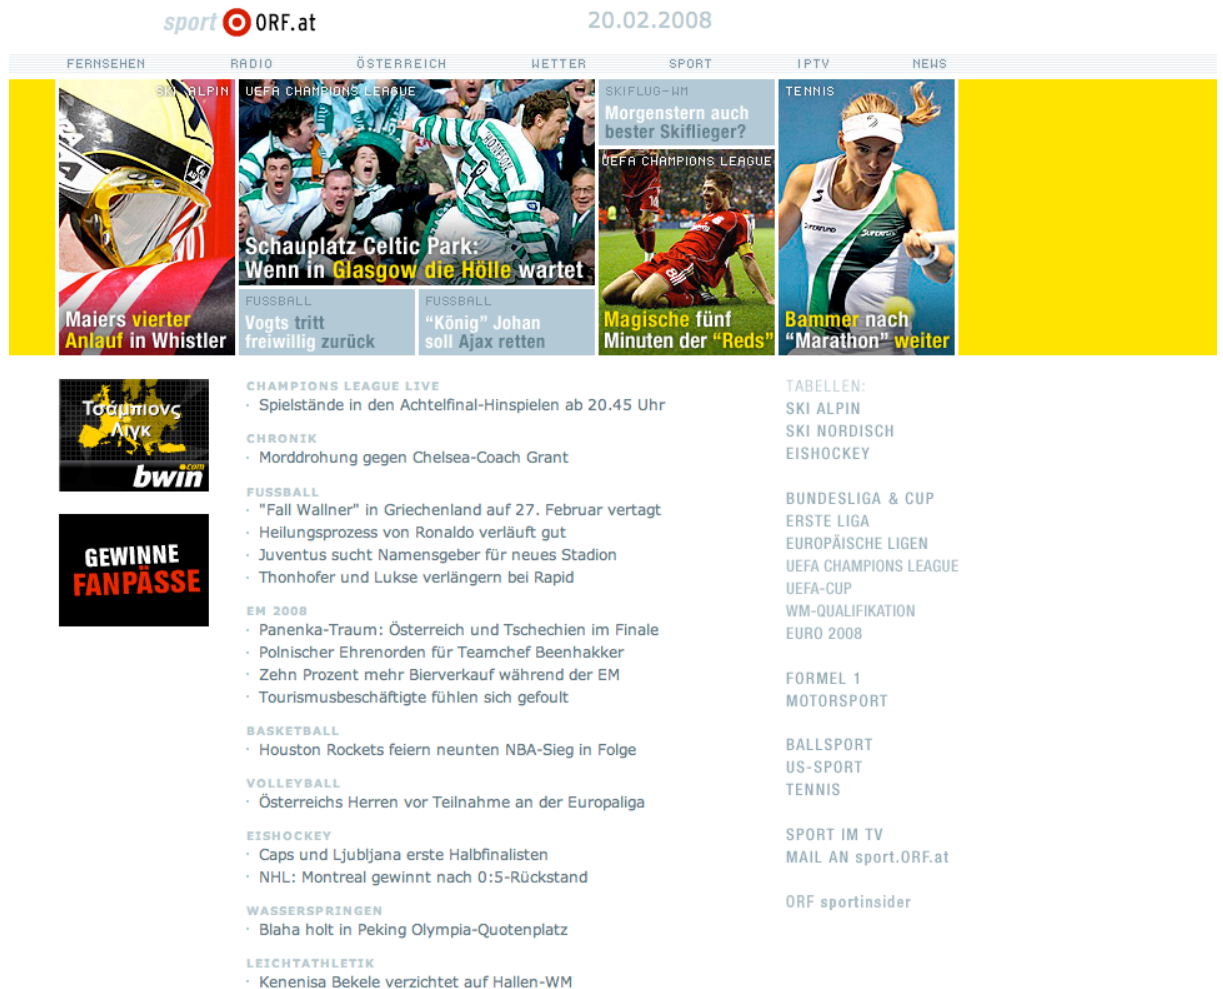 sport ORF.at
20.02.2008
FERNSEHEN RADIO ÖSTERREICH WETTER SPORT IPTV NEWS
SKI ALPIN
Maiers vierter
Anlauf in Whistler
UEFA CHAMPIONS LEAGUE
Schauplatz Celtic Park:
Wenn in Glasgow die Hölle wartet
FUSSBALL
Vogts tritt
freiwillig zurück
FUSSBALL
“König” Johan
soll Ajax retten
SKIFLUG-WM
Morgenstern auch
bester Skiflieger?
UEFA CHAMPIONS LEAGUE
Magische fünf
Minuten der “Reds”
TENNIS
SUPERFUND
Bammer nach
“Marathon” weiter
Τσάμπιονς
Λιγκ
bwin.com
GEWINNE
FANPÄSSE
CHAMPIONS LEAGUE LIVE
· Spielstände in den Achtelfinal-Hinspielen ab 20.45 Uhr
CHRONIK
· Morddrohung gegen Chelsea-Coach Grant
FUSSBALL
· "Fall Wallner" in Griechenland auf 27. Februar vertagt
· Heilungsprozess von Ronaldo verläuft gut
· Juventus sucht Namensgeber für neues Stadion
· Thonhofer und Lukse verlängern bei Rapid
EM 2008
· Panenka-Traum: Österreich und Tschechien im Finale
· Polnischer Ehrenorden für Teamchef Beenhakker
· Zehn Prozent mehr Bierverkauf während der EM
· Tourismusbeschäftigte fühlen sich gefoult
BASKETBALL
· Houston Rockets feiern neunten NBA-Sieg in Folge
VOLLEYBALL
· Österreichs Herren vor Teilnahme an der Europaliga
EISHOCKEY
· Caps und Ljubljana erste Halbfinalisten
· NHL: Montreal gewinnt nach 0:5-Rückstand
WASSERSPRINGEN
· Blaha holt in Peking Olympia-Quotenplatz
LEICHTATHLETIK
· Kenenisa Bekele verzichtet auf Hallen-WM
TABELLEN:
SKI ALPIN
SKI NORDISCH
EISHOCKEY
BUNDESLIGA & CUP
ERSTE LIGA
EUROPÄISCHE LIGEN
UEFA CHAMPIONS LEAGUE
UEFA-CUP
WM-QUALIFIKATION
EURO 2008
FORMEL 1
MOTORSPORT
BALLSPORT
US-SPORT
TENNIS
SPORT IM TV
MAIL AN sport.ORF.at
ORF sportinsider